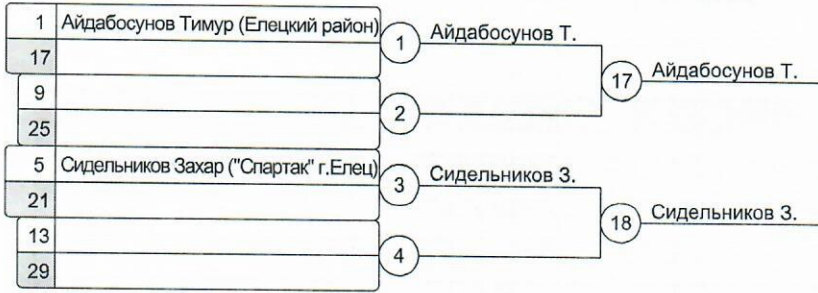 1 Айдабосунов Тимур (Елецкий район)
17
1 Айдабосунов Т.
9
25
2
17 Айдабосунов Т.
5 Сидельников Захар ("Спартак" г.Елец)
21
3 Сидельников З.
13
29
4
18 Сидельников З.